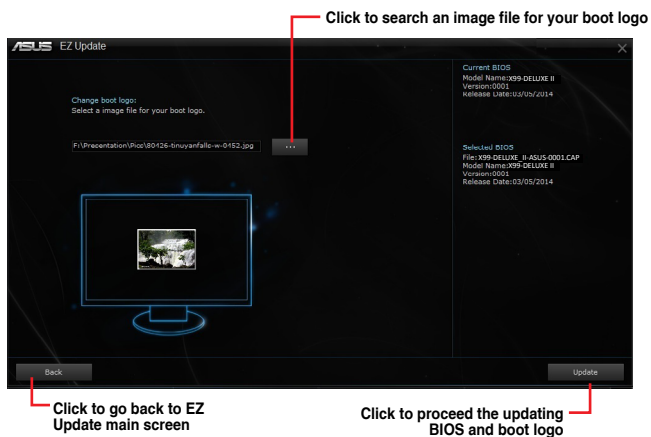 Click to search an image file for your boot logo
ASUS EZ Update
Current BIOS
Model Name:X99-DELUXE II
Version:0001
Release Date:03/05/2014
Change boot logo:
Select a image file for your boot logo.
F:\Presentation\Pics\80426-tinuyanfalls-w-0452.jpg
...
Selected BIOS
File: X99-DELUXE_II-ASUS-0001.CAP
Model Name:X99-DELUXE II
Version:0001
Release Date:03/05/2014
Back
Update
Click to go back to EZ
Update main screen
Click to proceed the updating
BIOS and boot logo